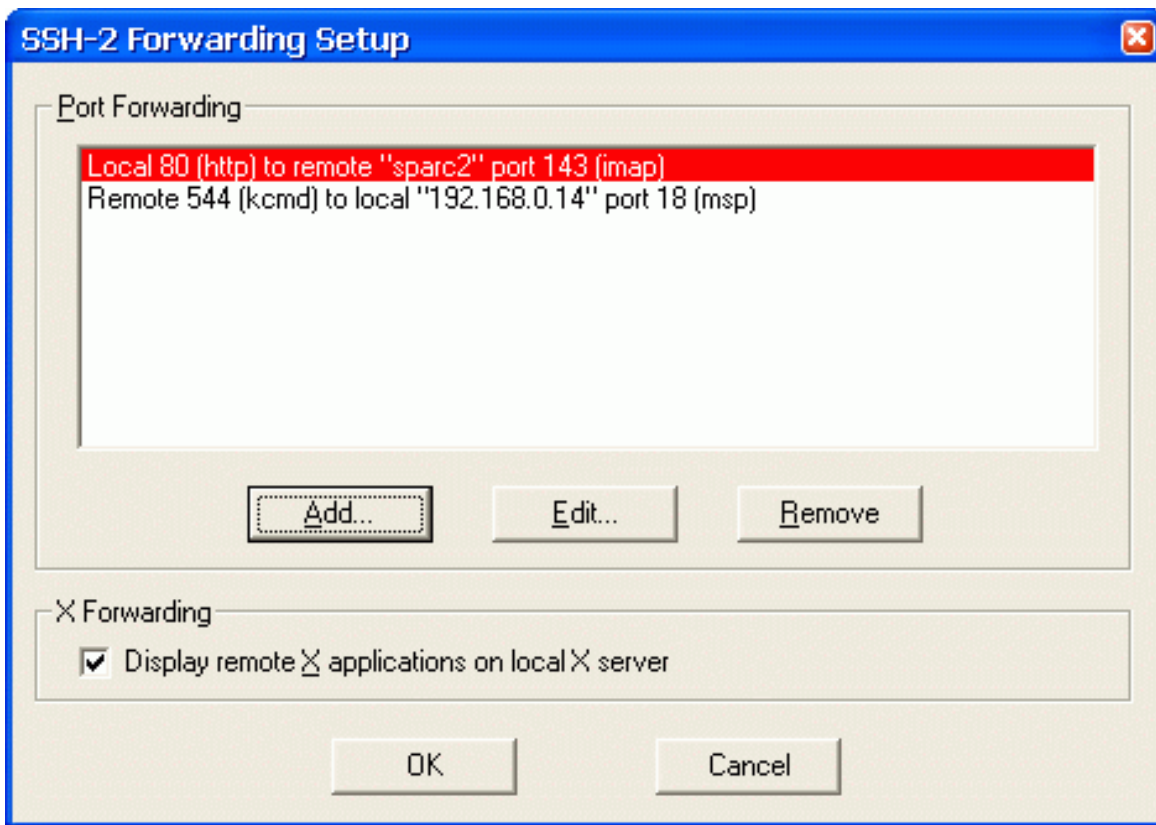 SSH-2 Forwarding Setup
Port Forwarding
Local 80 (http) to remote "sparc2" port 143 (imap)
Remote 544 (kcmd) to local "192.168.0.14" port 18 (msp)
Add... Edit... Remove
X Forwarding
Display remote X applications on local X server
OK Cancel